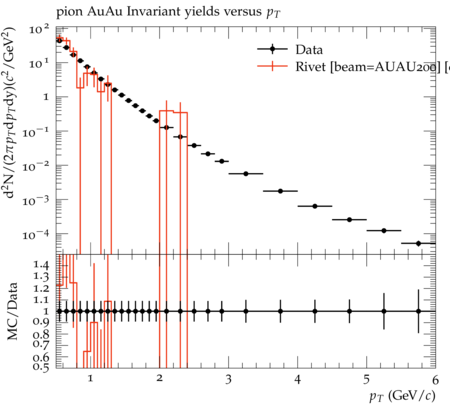 pion AuAu Invariant yields versus p_T
d²N/(2πp_Tdp_Tdy)(c²/GeV²)
10²
10
1
10⁻¹
10⁻²
10⁻³
10⁻⁴
Data
Rivet [beam=AUAU200] [
MC/Data
1.4
1.3
1.2
1.1
1
0.9
0.8
0.7
0.6
0.5
1 2 3 4 5 6
p_T (GeV/c)